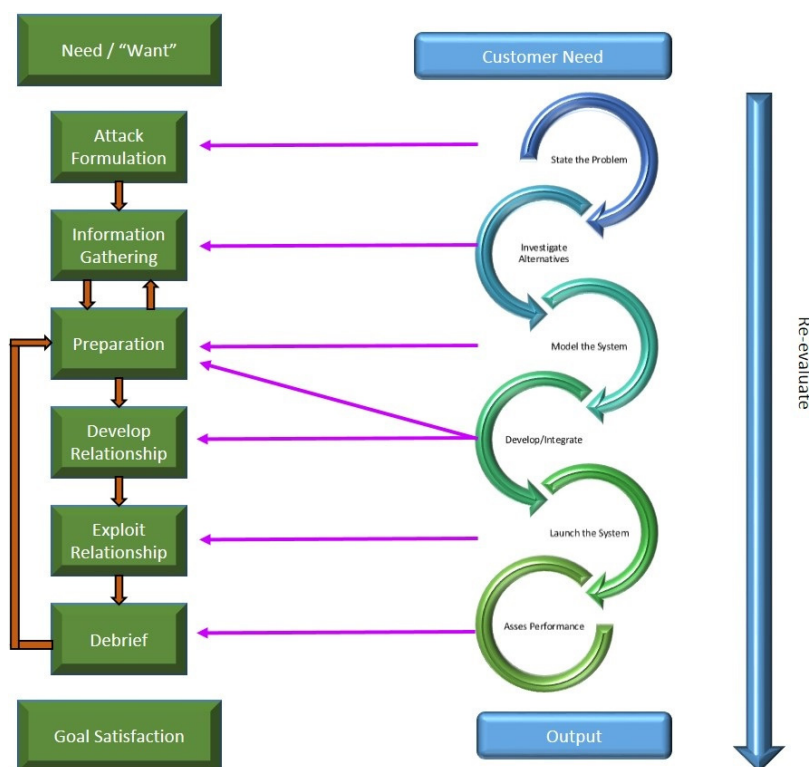 Need / “Want”
Customer Need
Attack
Formulation
State the Problem
Information
Gathering
Investigate
Alternatives
Preparation
Model the System
Develop
Relationship
Develop/Integrate
Exploit
Relationship
Launch the System
Debrief
Asses Performance
Goal Satisfaction
Output
Re-evaluate